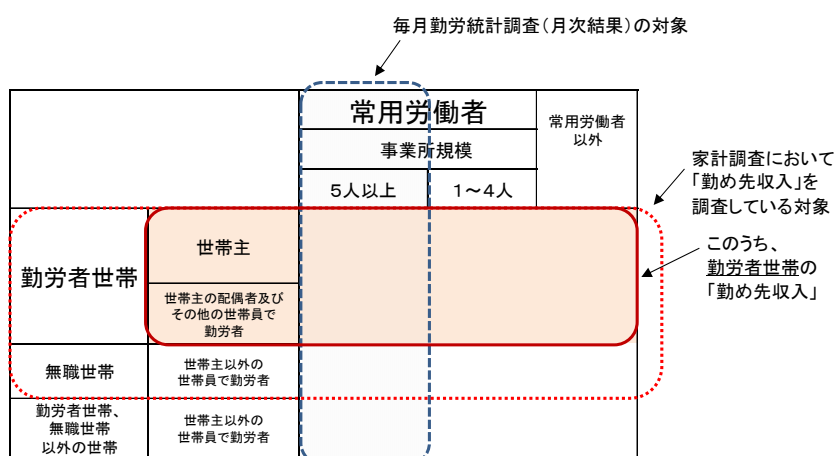 毎月勤労統計調査(月次結果)の対象
常用労働者
常用労働者
以外
事業所規模
5人以上
1~4人
家計調査において
「勤め先収入」を
調査している対象
このうち、
勤労者世帯の
「勤め先収入」
勤労者世帯
世帯主
世帯主の配偶者及び
その他の世帯員で
勤労者
無職世帯
世帯主以外の
世帯員で勤労者
勤労者世帯、
無職世帯
以外の世帯
世帯主以外の
世帯員で勤労者